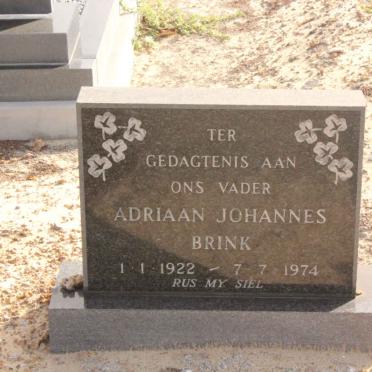 TER
GEDAGTENIS AAN
ONS VADER
ADRIAAN JOHANNES
BRINK
1 1 1922 - 7 7 1974
RUS MY SIEL